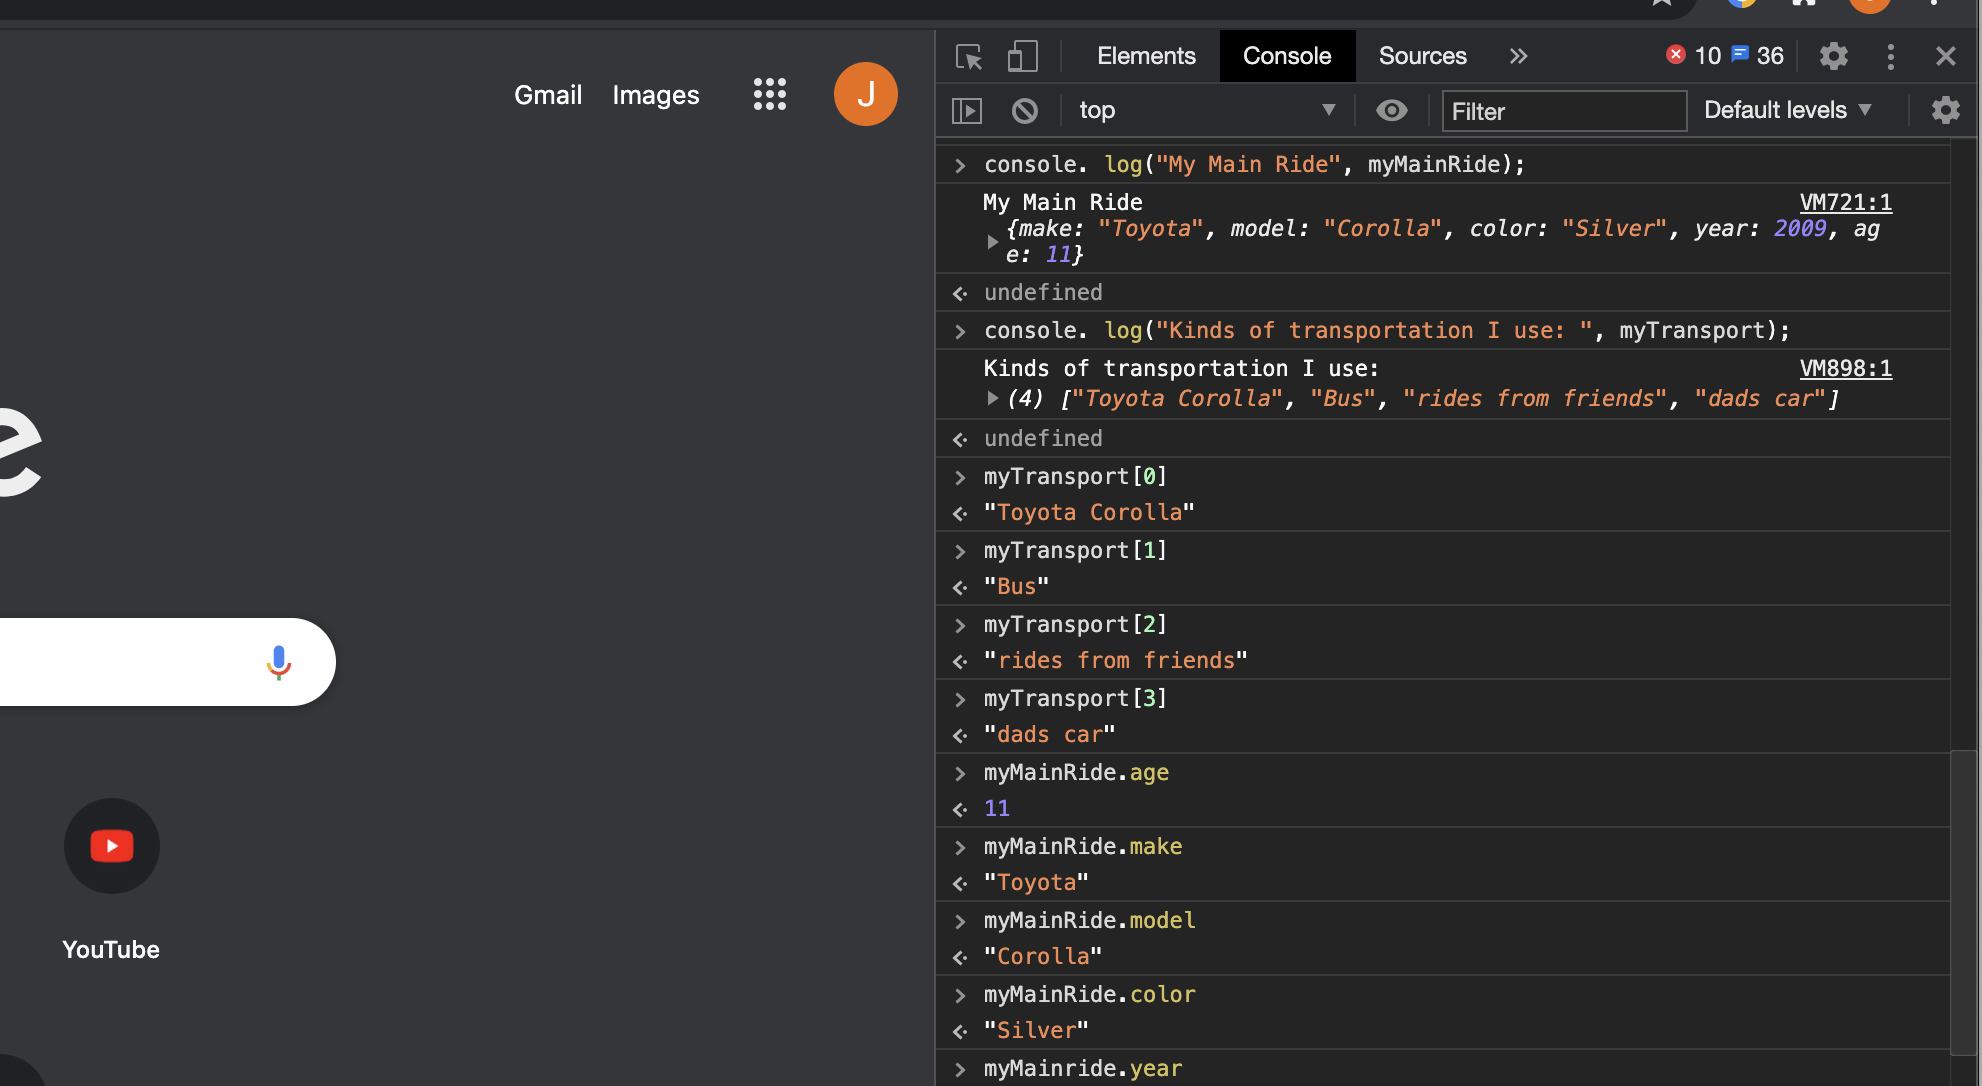 Gmail Images J
e
YouTube
Elements Console Sources 10 36
top Filter Default levels
console. log("My Main Ride", myMainRide);
My Main Ride VM721:1
{make: "Toyota", model: "Corolla", color: "Silver", year: 2009, ag
e: 11}
undefined
console. log("Kinds of transportation I use: ", myTransport);
Kinds of transportation I use: VM898:1
(4) ["Toyota Corolla", "Bus", "rides from friends", "dads car"]
undefined
myTransport[0]
"Toyota Corolla"
myTransport[1]
"Bus"
myTransport[2]
"rides from friends"
myTransport[3]
"dads car"
myMainRide.age
11
myMainRide.make
"Toyota"
myMainRide.model
"Corolla"
myMainRide.color
"Silver"
myMainride.year